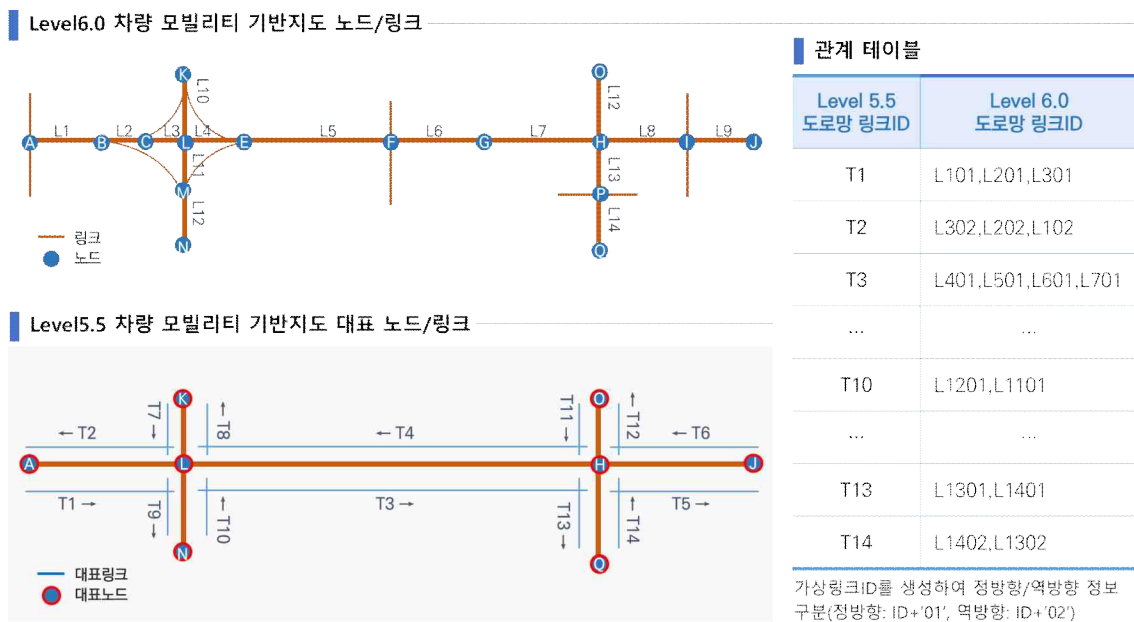 Level6.0 차량 모빌리티 기반지도 노드/링크
K
L10
L1
L2
L3
L4
L5
L6
L7
L8
L9
A
B
C
L
E
F
G
H
I
J
L11
M
L12
N
O
L12
L13
P
L14
Q
링크
노드
Level5.5 차량 모빌리티 기반지도 대표 노드/링크
K
O
T7 →
← T8
T11 →
← T12
← T2
← T4
← T6
A
L
H
J
T1 →
T3 →
T5 →
T9 →
← T10
T13 →
← T14
N
Q
대표링크
대표노드
관계 테이블
Level 5.5 Level 6.0
도로망 링크ID 도로망 링크ID
T1 L101,L201,L301
T2 L302,L202,L102
T3 L401,L501,L601,L701
... ...
T10 L1201,L1101
... ...
T13 L1301,L1401
T14 L1402,L1302
가상링크ID를 생성하여 정방향/역방향 정보
구분(정방향: ID+'01', 역방향: ID+'02')